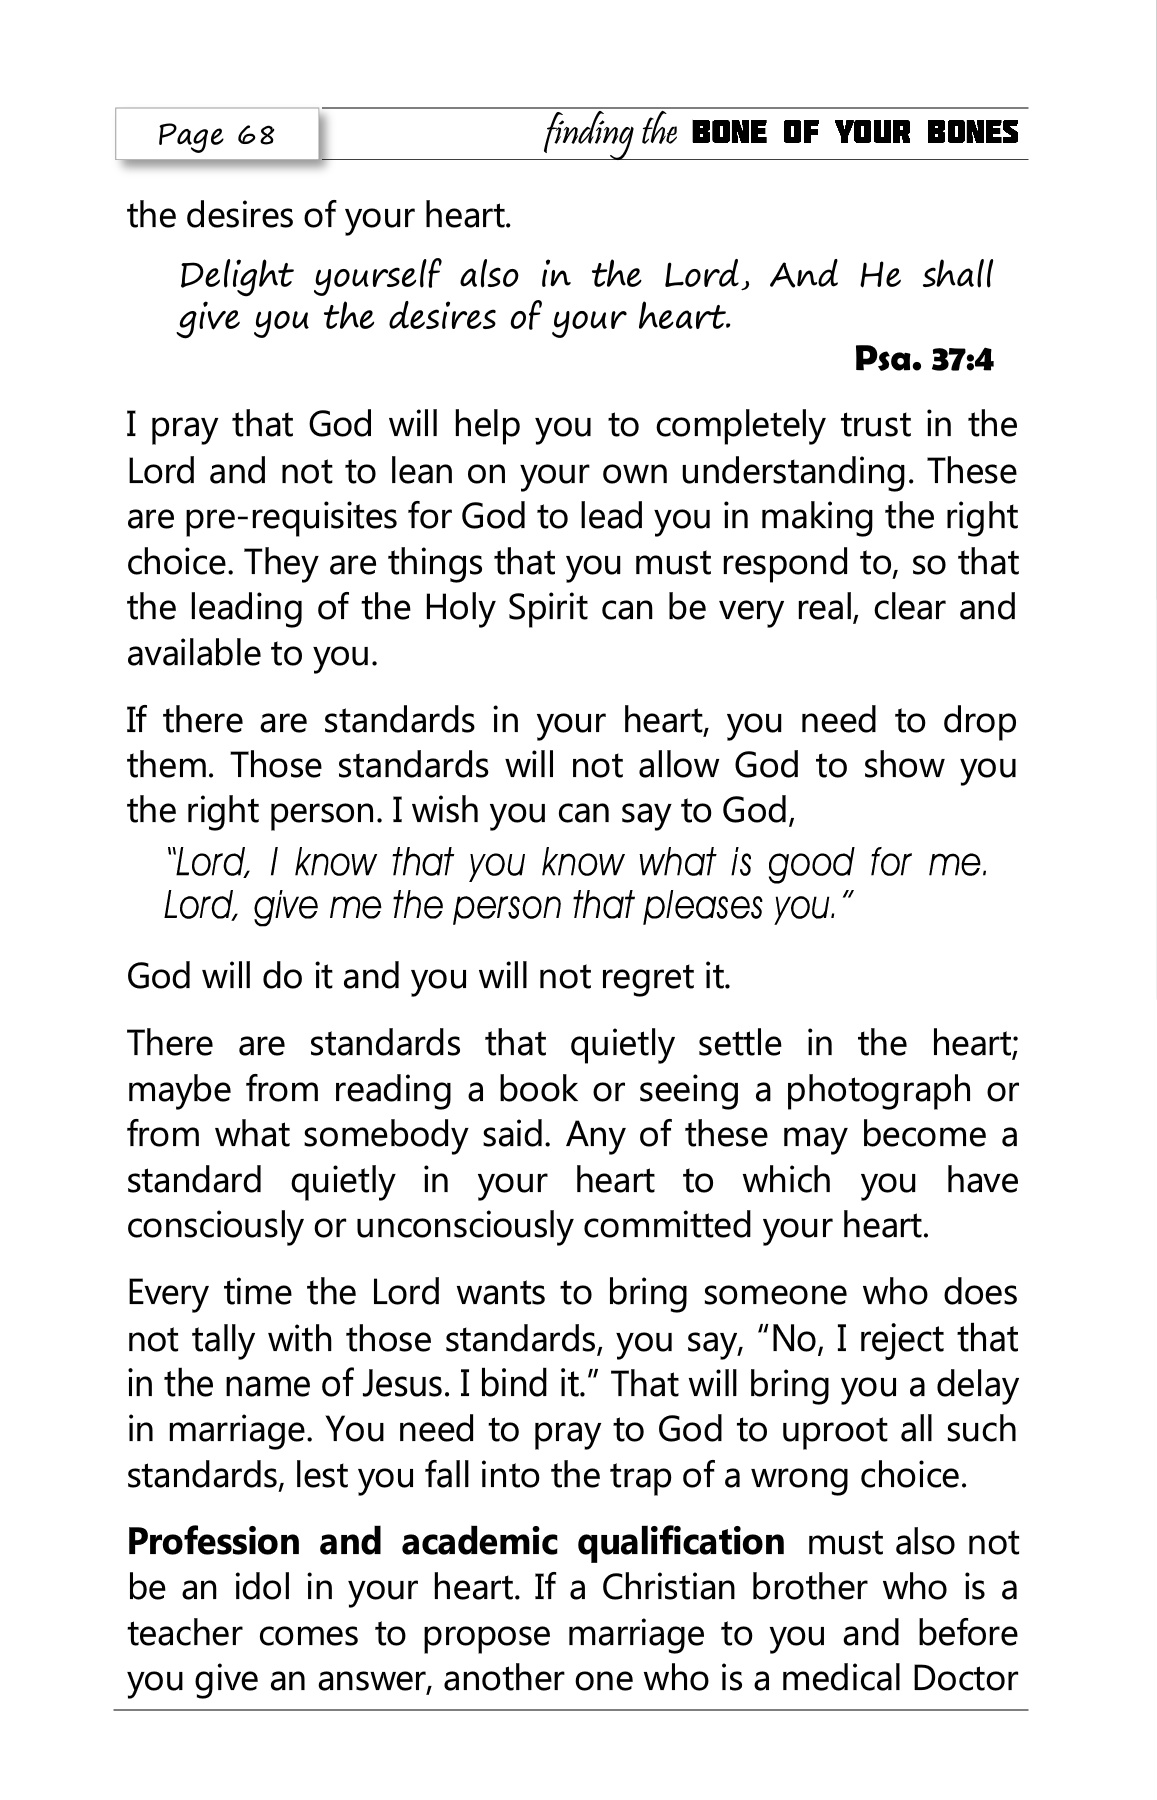 Page 68
finding the BONE OF YOUR BONES
the desires of your heart.
Delight yourself also in the Lord, And He shall
give you the desires of your heart.
Psa. 37:4
I pray that God will help you to completely trust in the
Lord and not to lean on your own understanding. These
are pre-requisites for God to lead you in making the right
choice. They are things that you must respond to, so that
the leading of the Holy Spirit can be very real, clear and
available to you.
If there are standards in your heart, you need to drop
them. Those standards will not allow God to show you
the right person. I wish you can say to God,
“Lord, I know that you know what is good for me.
Lord, give me the person that pleases you.”
God will do it and you will not regret it.
There are standards that quietly settle in the heart;
maybe from reading a book or seeing a photograph or
from what somebody said. Any of these may become a
standard quietly in your heart to which you have
consciously or unconsciously committed your heart.
Every time the Lord wants to bring someone who does
not tally with those standards, you say, “No, I reject that
in the name of Jesus. I bind it.” That will bring you a delay
in marriage. You need to pray to God to uproot all such
standards, lest you fall into the trap of a wrong choice.
Profession and academic qualification must also not
be an idol in your heart. If a Christian brother who is a
teacher comes to propose marriage to you and before
you give an answer, another one who is a medical Doctor